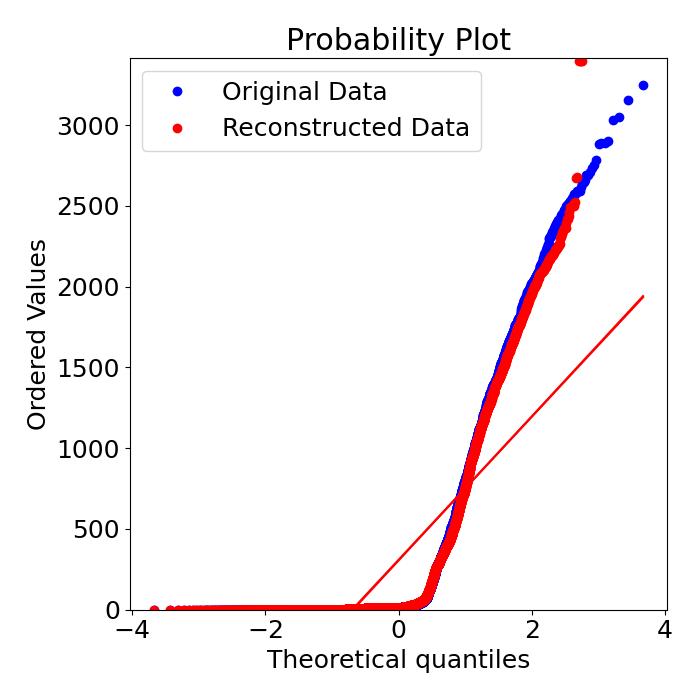 Probability Plot
Original Data
Reconstructed Data
Ordered Values
3000
2500
2000
1500
1000
500
0
−4
−2
0
2
4
Theoretical quantiles